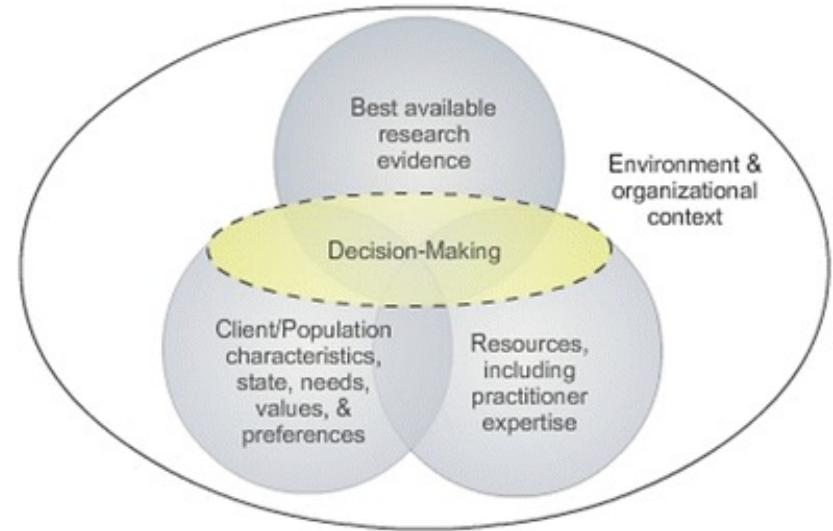 Best available
research
evidence
Environment &
organizational
context
Decision-Making
Client/Population
characteristics,
state, needs,
values, &
preferences
Resources,
including
practitioner
expertise